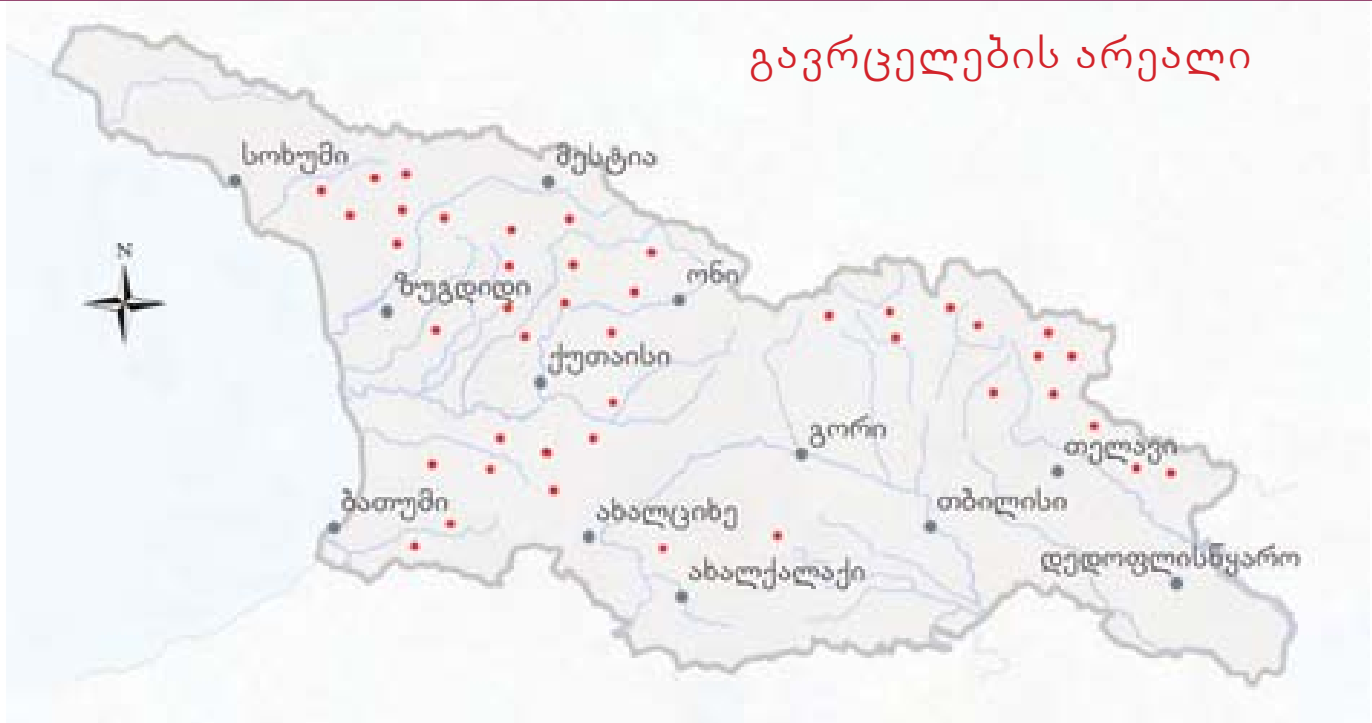 გავრცელების არეალი
სოხუმი
მესტია
N
ზუგდიდი
ონი
ქუთაისი
გორი
თელავი
ბათუმი
ახალციხე
თბილისი
ახალქალაქი
დედოფლისწყარო